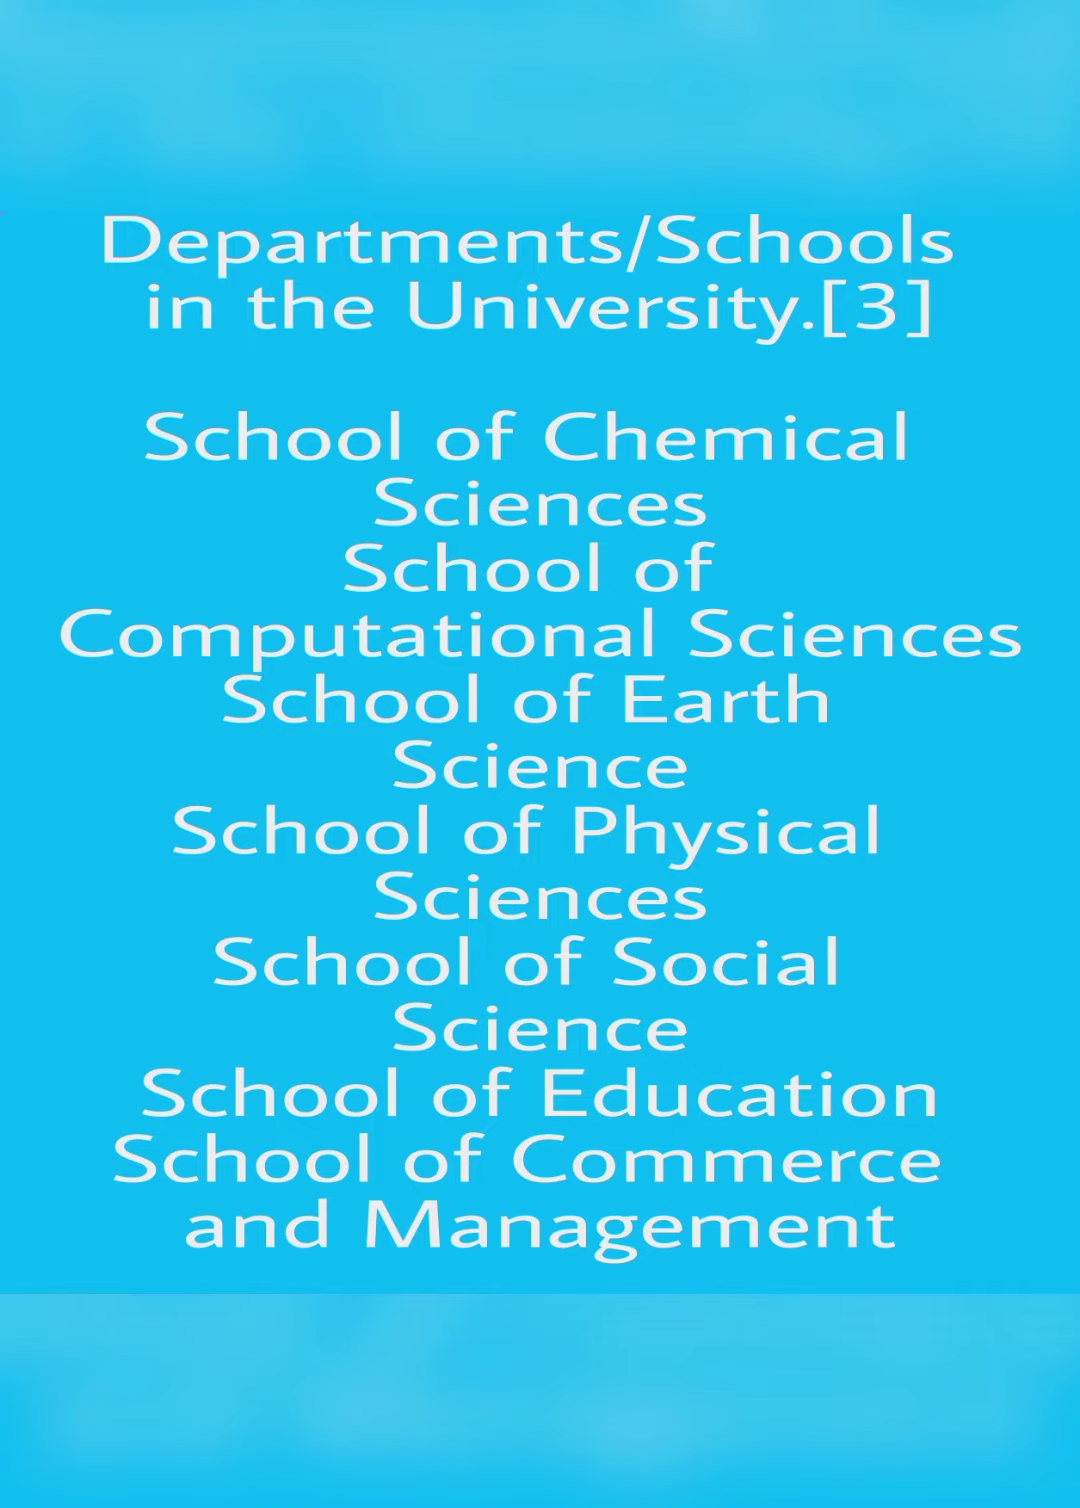 Departments/Schools
in the University.[3]
School of Chemical
Sciences
School of
Computational Sciences
School of Earth
Science
School of Physical
Sciences
School of Social
Science
School of Education
School of Commerce
and Management